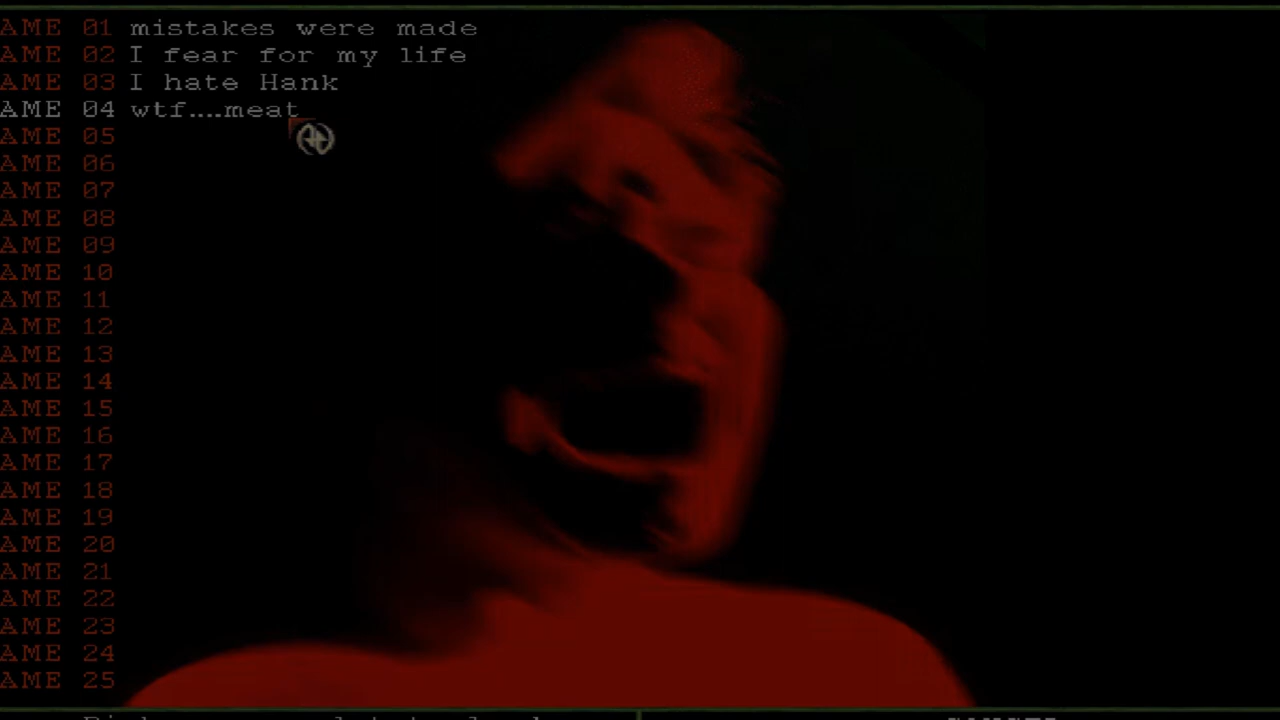 AME 01 mistakes were made
AME 02 I fear for my life
AME 03 I hate Hank
AME 04 wtf....meat
AME 05
AME 06
AME 07
AME 08
AME 09
AME 10
AME 11
AME 12
AME 13
AME 14
AME 15
AME 16
AME 17
AME 18
AME 19
AME 20
AME 21
AME 22
AME 23
AME 24
AME 25